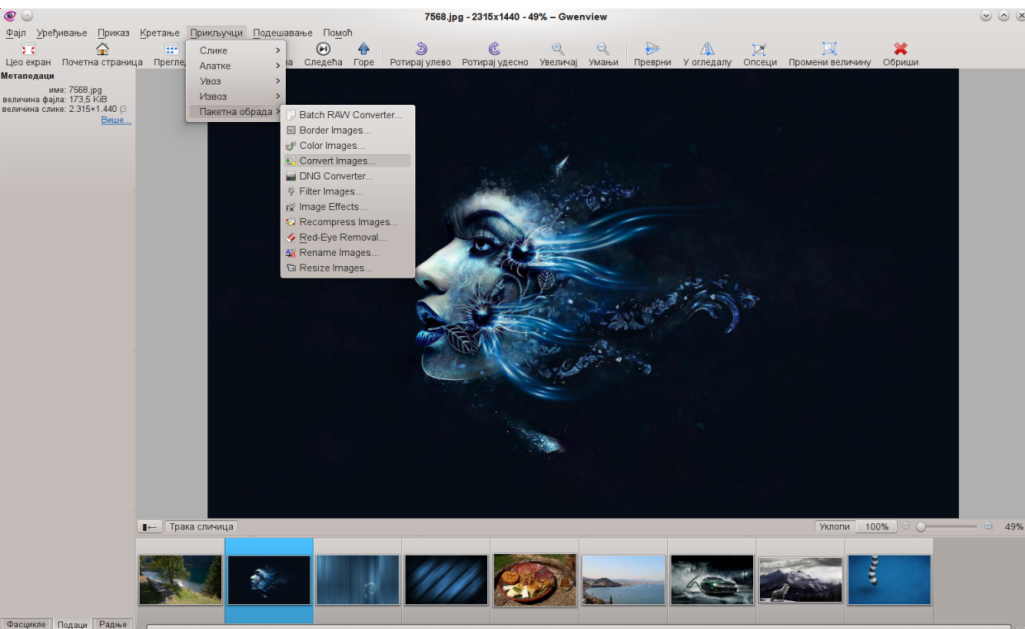 7568.jpg - 2315x1440 - 49% – Gwenview
Фајл Уређивање Приказ Кретање Прикључци Подешавање Помоћ
Цео екран Почетна страница Преглед Следећа Горе Ротирај улево Ротирај удесно Увеличај Умањи Преврни У огледалу Опсеци Промени величину Обриши
Слике
Алатке
Увоз
Извоз
Пакетна обрада
Batch RAW Converter...
Border Images...
Color Images...
Convert Images...
DNG Converter...
Filter Images...
Image Effects...
Recompress Images...
Red-Eye Removal...
Rename Images...
Resize Images...
Метаподаци
име: 7568.jpg
величина фајла: 173,5 KiB
величина слике: 2.315×1.440
Више...
Трака сличица
Уклопи 100% 49%
Фасцикле Подаци Радње